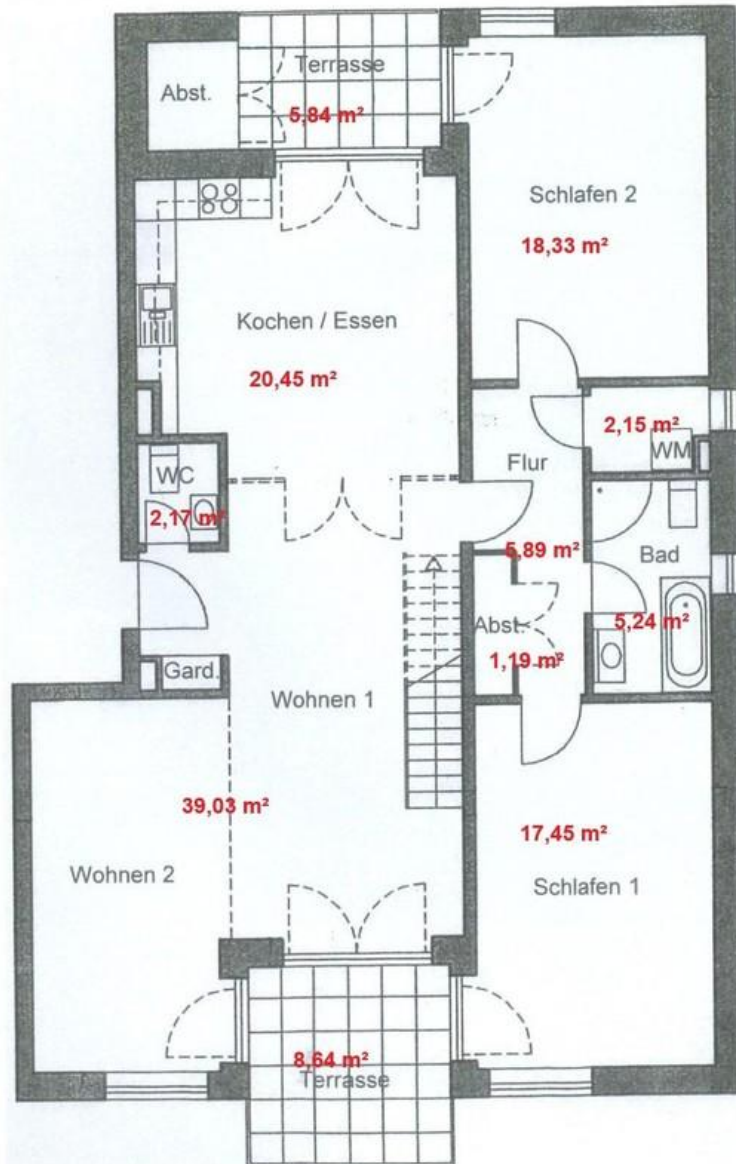 Terrasse
Abst.
5,84 m²
Schlafen 2
18,33 m²
Kochen / Essen
20,45 m²
2,15 m²
WM
Flur
WC
2,17 m²
5,89 m²
Bad
Abst.
5,24 m²
1,19 m²
Gard.
Wohnen 1
39,03 m²
17,45 m²
Wohnen 2
Schlafen 1
8,64 m²
Terrasse